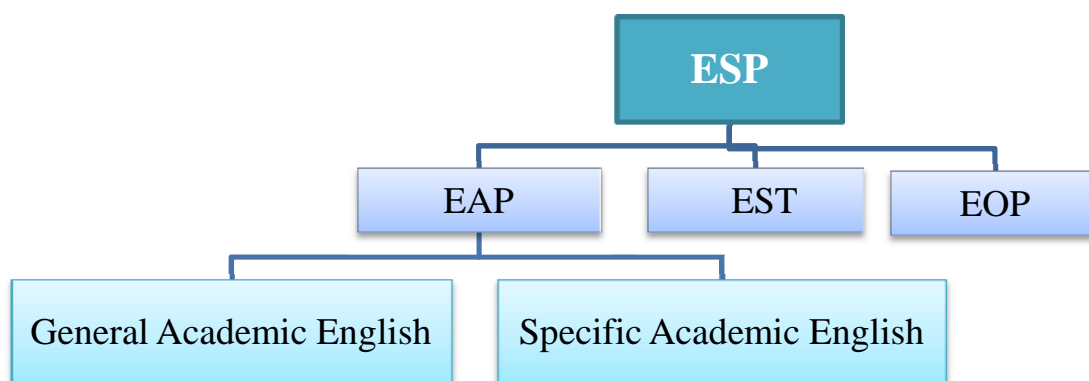 ESP
EAP
EST
EOP
General Academic English
Specific Academic English